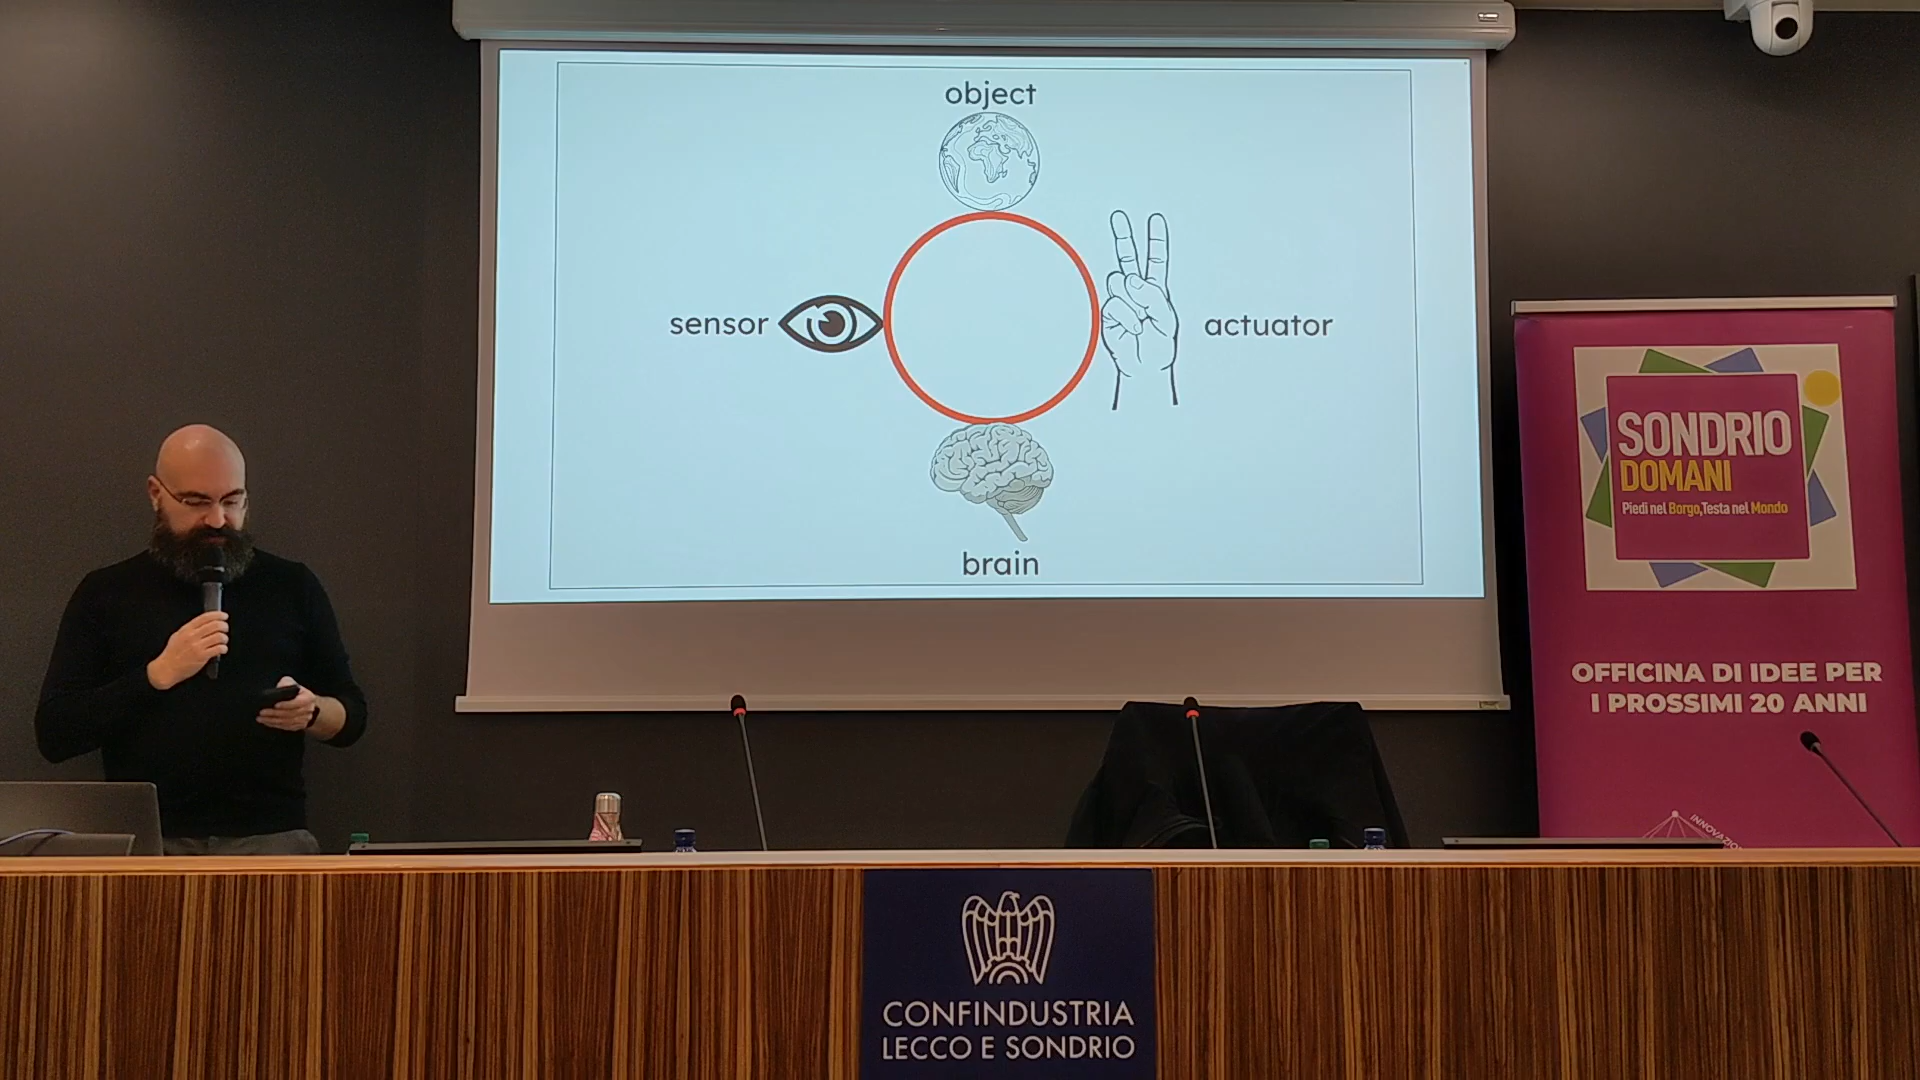 object
sensor
actuator
brain
SONDRIO
DOMANI
Piedi nel Borgo,Testa nel Mondo
OFFICINA DI IDEE PER
I PROSSIMI 20 ANNI
CONFINDUSTRIA
LECCO E SONDRIO